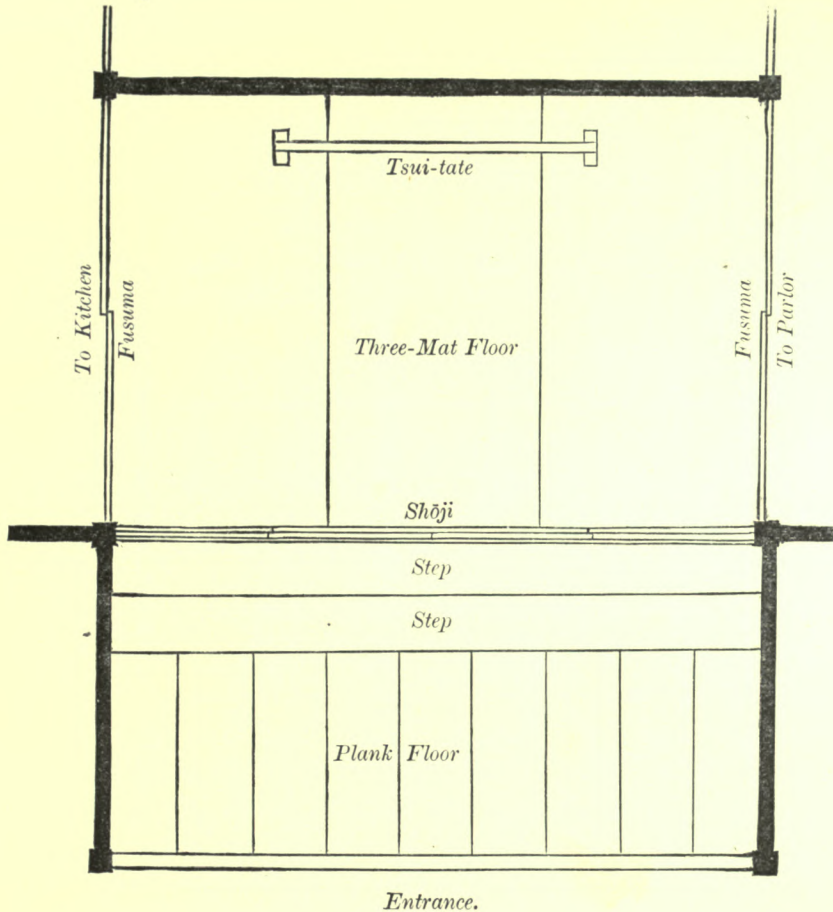 Tsui-tate
To Kitchen
Fusuma
Three-Mat Floor
Fusuma
To Parlor
Shōji
Step
Step
Plank Floor
Entrance.